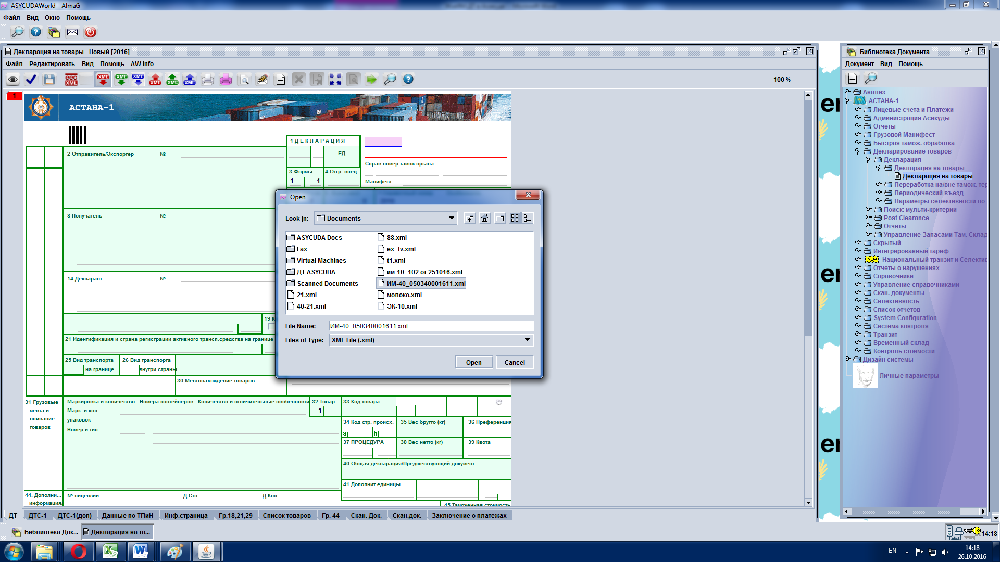 ASYCUDAWorld - AlmaG
Файл Вид Окно Помощь
Декларация на товары - Новый [2016]
Файл Редактировать Вид Помощь AW Info
eec XML XML XML XML XML XML XML
100 %
1
АСТАНА-1
1 Д Е К Л А Р А Ц И Я
ЕД
2 Отправитель/Экспортер №
Справ.номер тамож.органа
3 Формы 4 Отгр. спец.
1 1
Манифест
8 Получатель №
14 Декларант №
21 Идентификация и страна регистрации активного трансп.средства на границе
25 Вид транспорта 26 Вид транспорта
на границе внутри страны
30 Местонахождение товаров
31 Грузовые
места и
описание
товаров
Маркировка и количество - Номера контейнеров - Количество и отличительные особенности
Марк. и кол.
упаковок
Номер и тип
32 Товар
1
33 Код товара
34 Код стр. происх. 35 Вес брутто (кг) 36 Преференция
a| b|
37 ПРОЦЕДУРА 38 Вес нетто (кг) 39 Квота
40 Общая декларация/Предшествующий документ
41 Дополнит.единицы
44. Дополни...
информация.
№ лицензии Д Сто... Д Кол-...
45 Таможенная стоимость
ДТ ДТС-1 ДТС-1(доп) Данные по ТПиН Инф.страница Гр.18,21,29 Список товаров Гр. 44 Скан. Док. Скан.док. Заключение о платежах
Open
Look In: Documents
ASYCUDA Docs
Fax
Virtual Machines
ДТ ASYCUDA
Scanned Documents
21.xml
40-21.xml
88.xml
ex_tv.xml
t1.xml
им-10_102 от 251016.xml
ИМ-40_050340001611.xml
молоко.xml
ЭК-10.xml
File Name: ИМ-40_050340001611.xml
Files of Type: XML File (.xml)
Open Cancel
Библиотека Документа
Документ Вид Помощь
Анализ
АСТАНА-1
Лицевые счета и Платежи
Администрация Асикуды
Отчеты
Грузовой Манифест
Быстрая тамож. обработка
Декларирование товаров
Декларация
Декларация на товары
Декларация на товары
Переработка на/вне тамож. тер
Периодический въезд
Параметры селективности по
Поиск: мульти-критерии
Post Clearance
Отчеты
Управление Запасами Там. Склад
Скрытый
Интегрированный тариф
NEW Национальный транзит и Селектив
Отчеты о нарушениях
Справочники
Управление справочниками
Скан. документы
Селективность
Список отчетов
System Configuration
Система контроля
Транзит
Временный склад
Контроль стоимости
Дизайн системы
Личные параметры
Библиотека Док... Декларация на то...
14:18
EN
14:18
26.10.2016